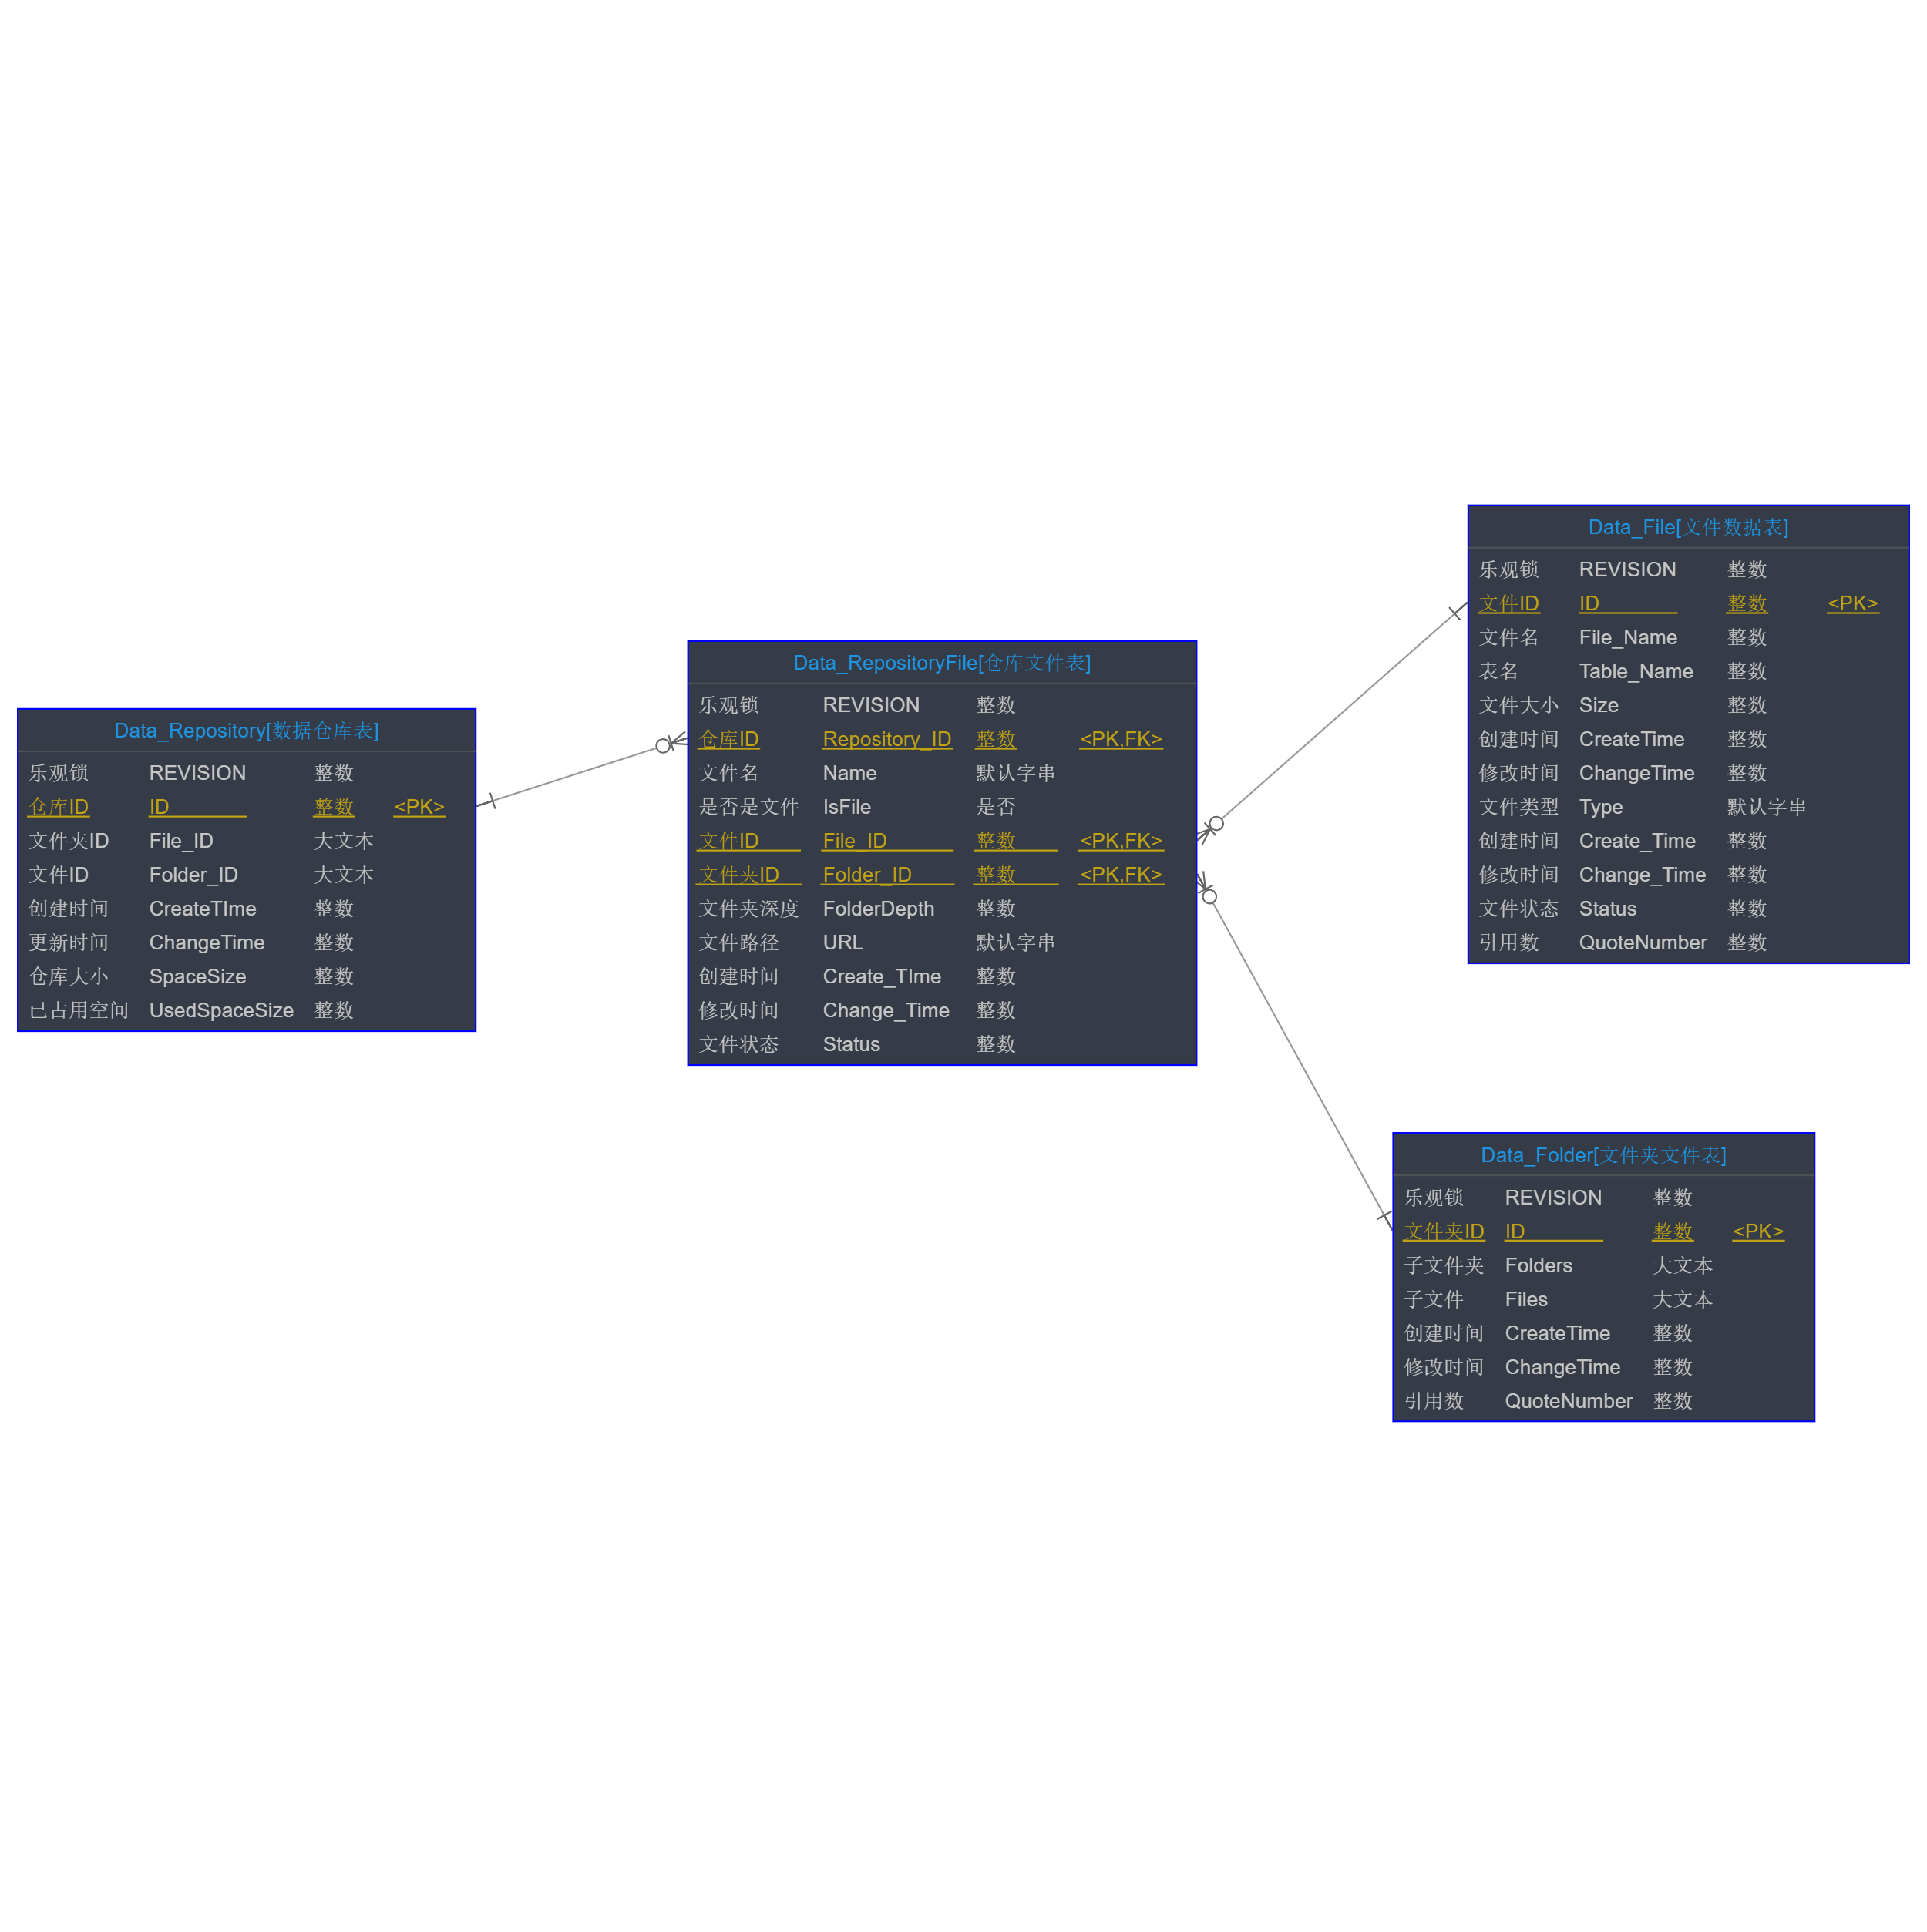 Data_Repository[数据仓库表]
乐观锁 REVISION 整数
仓库ID ID 整数 <PK>
文件夹ID File_ID 大文本
文件ID Folder_ID 大文本
创建时间 CreateTIme 整数
更新时间 ChangeTime 整数
仓库大小 SpaceSize 整数
已占用空间 UsedSpaceSize 整数
Data_RepositoryFile[仓库文件表]
乐观锁 REVISION 整数
仓库ID Repository_ID 整数 <PK,FK>
文件名 Name 默认字串
是否是文件 IsFile 是否
文件ID File_ID 整数 <PK,FK>
文件夹ID Folder_ID 整数 <PK,FK>
文件夹深度 FolderDepth 整数
文件路径 URL 默认字串
创建时间 Create_TIme 整数
修改时间 Change_Time 整数
文件状态 Status 整数
Data_File[文件数据表]
乐观锁 REVISION 整数
文件ID ID 整数 <PK>
文件名 File_Name 整数
表名 Table_Name 整数
文件大小 Size 整数
创建时间 CreateTime 整数
修改时间 ChangeTime 整数
文件类型 Type 默认字串
创建时间 Create_Time 整数
修改时间 Change_Time 整数
文件状态 Status 整数
引用数 QuoteNumber 整数
Data_Folder[文件夹文件表]
乐观锁 REVISION 整数
文件夹ID ID 整数 <PK>
子文件夹 Folders 大文本
子文件 Files 大文本
创建时间 CreateTime 整数
修改时间 ChangeTime 整数
引用数 QuoteNumber 整数